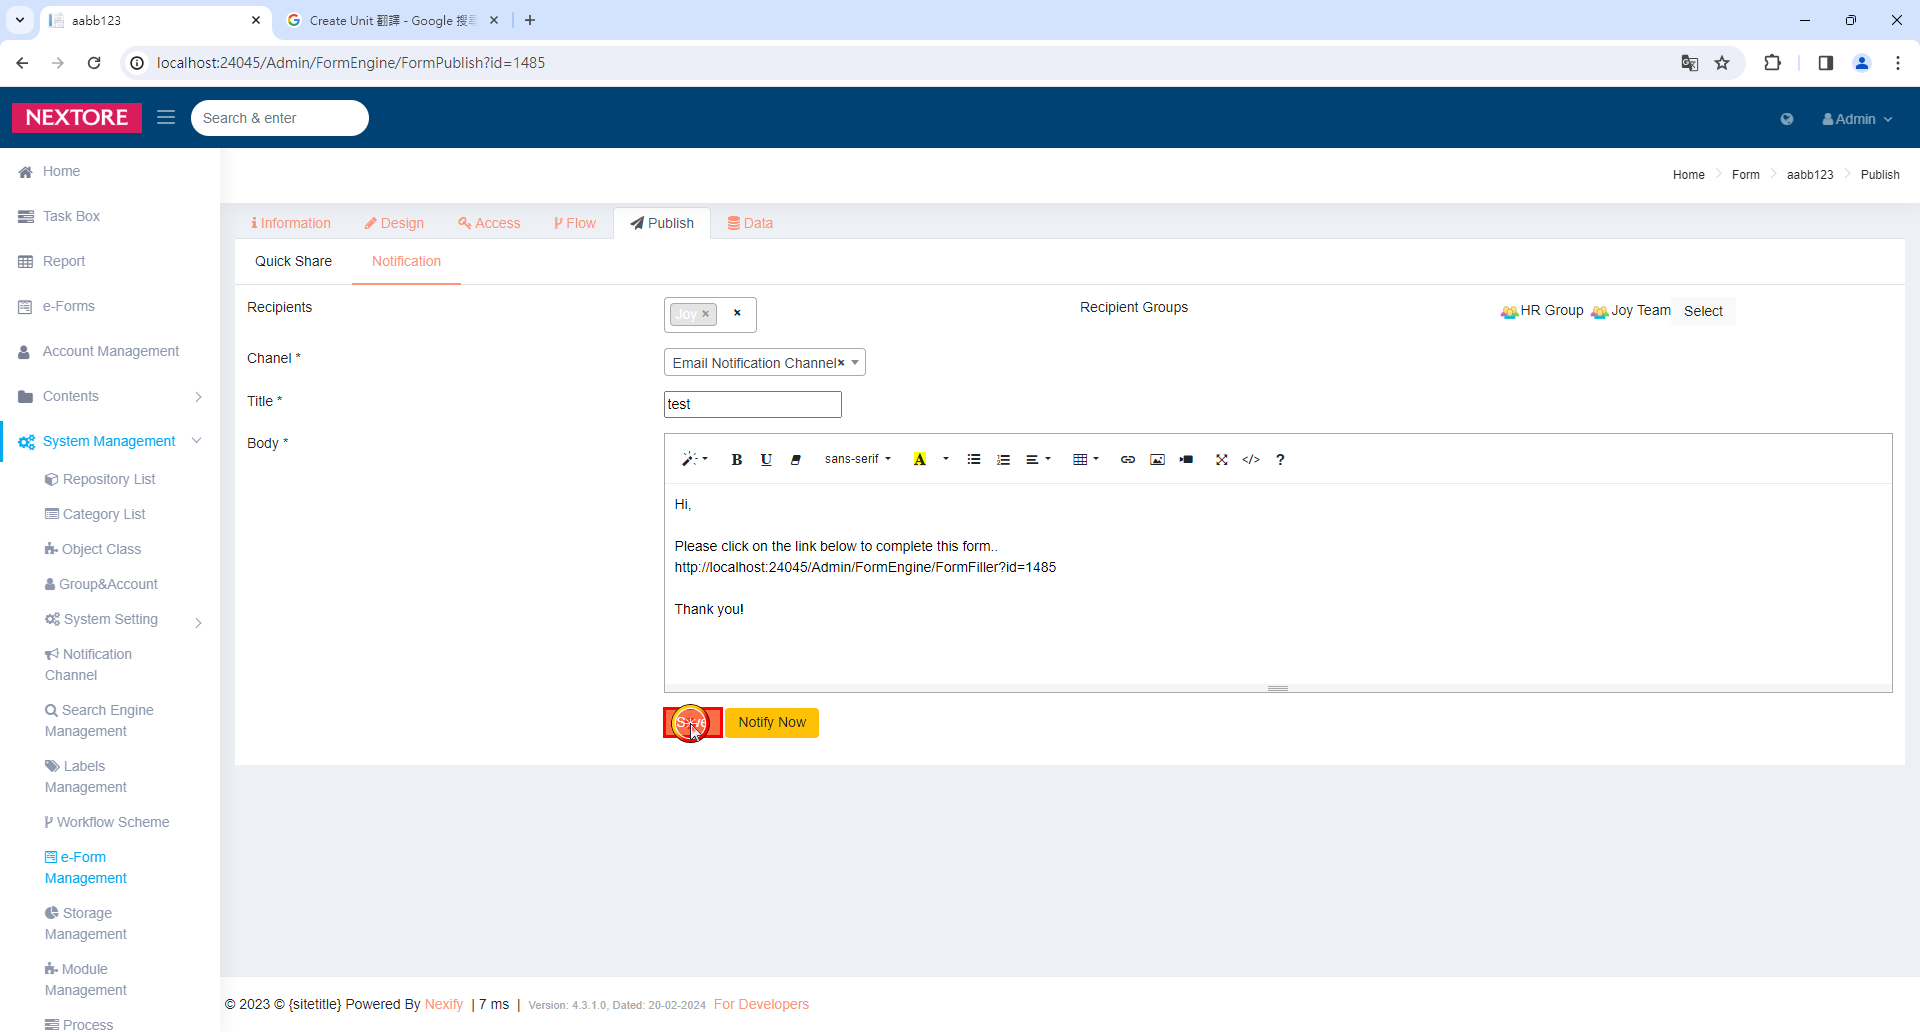 aabb123
Create Unit 翻譯 - Google 搜尋
localhost:24045/Admin/FormEngine/FormPublish?id=1485
NEXTORE
Search & enter
Admin
Home
Task Box
Report
e-Forms
Account Management
Contents
System Management
Repository List
Category List
Object Class
Group&Account
System Setting
Notification
Channel
Search Engine
Management
Labels
Management
Workflow Scheme
e-Form
Management
Storage
Management
Module
Management
Process
Home
Form
aabb123
Publish
Information
Design
Access
Flow
Publish
Data
Quick Share
Notification
Recipients
Joy ×
×
Recipient Groups
HR Group
Joy Team
Select
Chanel *
Email Notification Channel×
Title *
test
Body *
B U
sans-serif
A
</>
?
Hi,
Please click on the link below to complete this form..
http://localhost:24045/Admin/FormEngine/FormFiller?id=1485
Thank you!
Save
Notify Now
© 2023 © {sitetitle} Powered By Nexify | 7 ms | Version: 4.3.1.0, Dated: 20-02-2024 For Developers